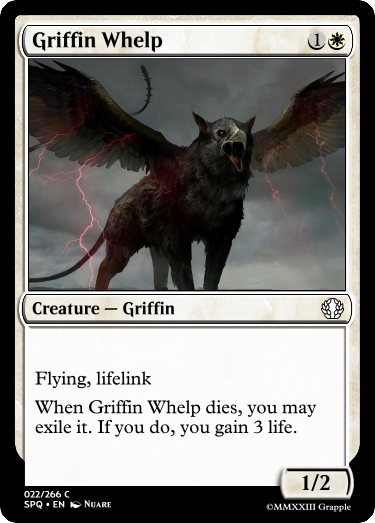 Griffin Whelp 1
Creature — Griffin
Flying, lifelink
When Griffin Whelp dies, you may
exile it. If you do, you gain 3 life.
1/2
022/266 C
SPQ • EN NUARE
©MMXXIII Grapple